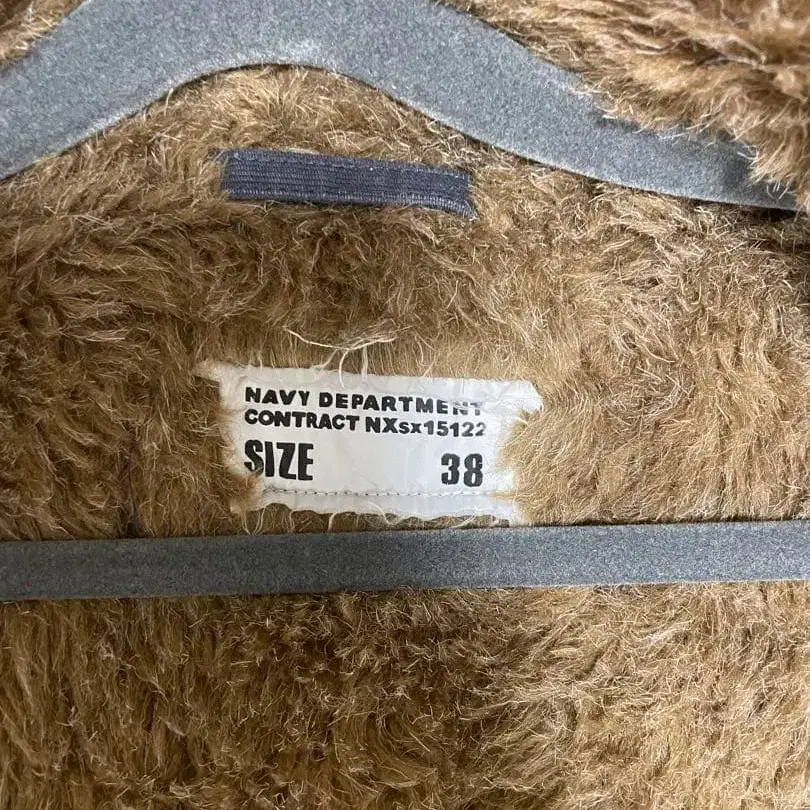 NAVY DEPARTMENT
CONTRACT NXsx15122
SIZE 38